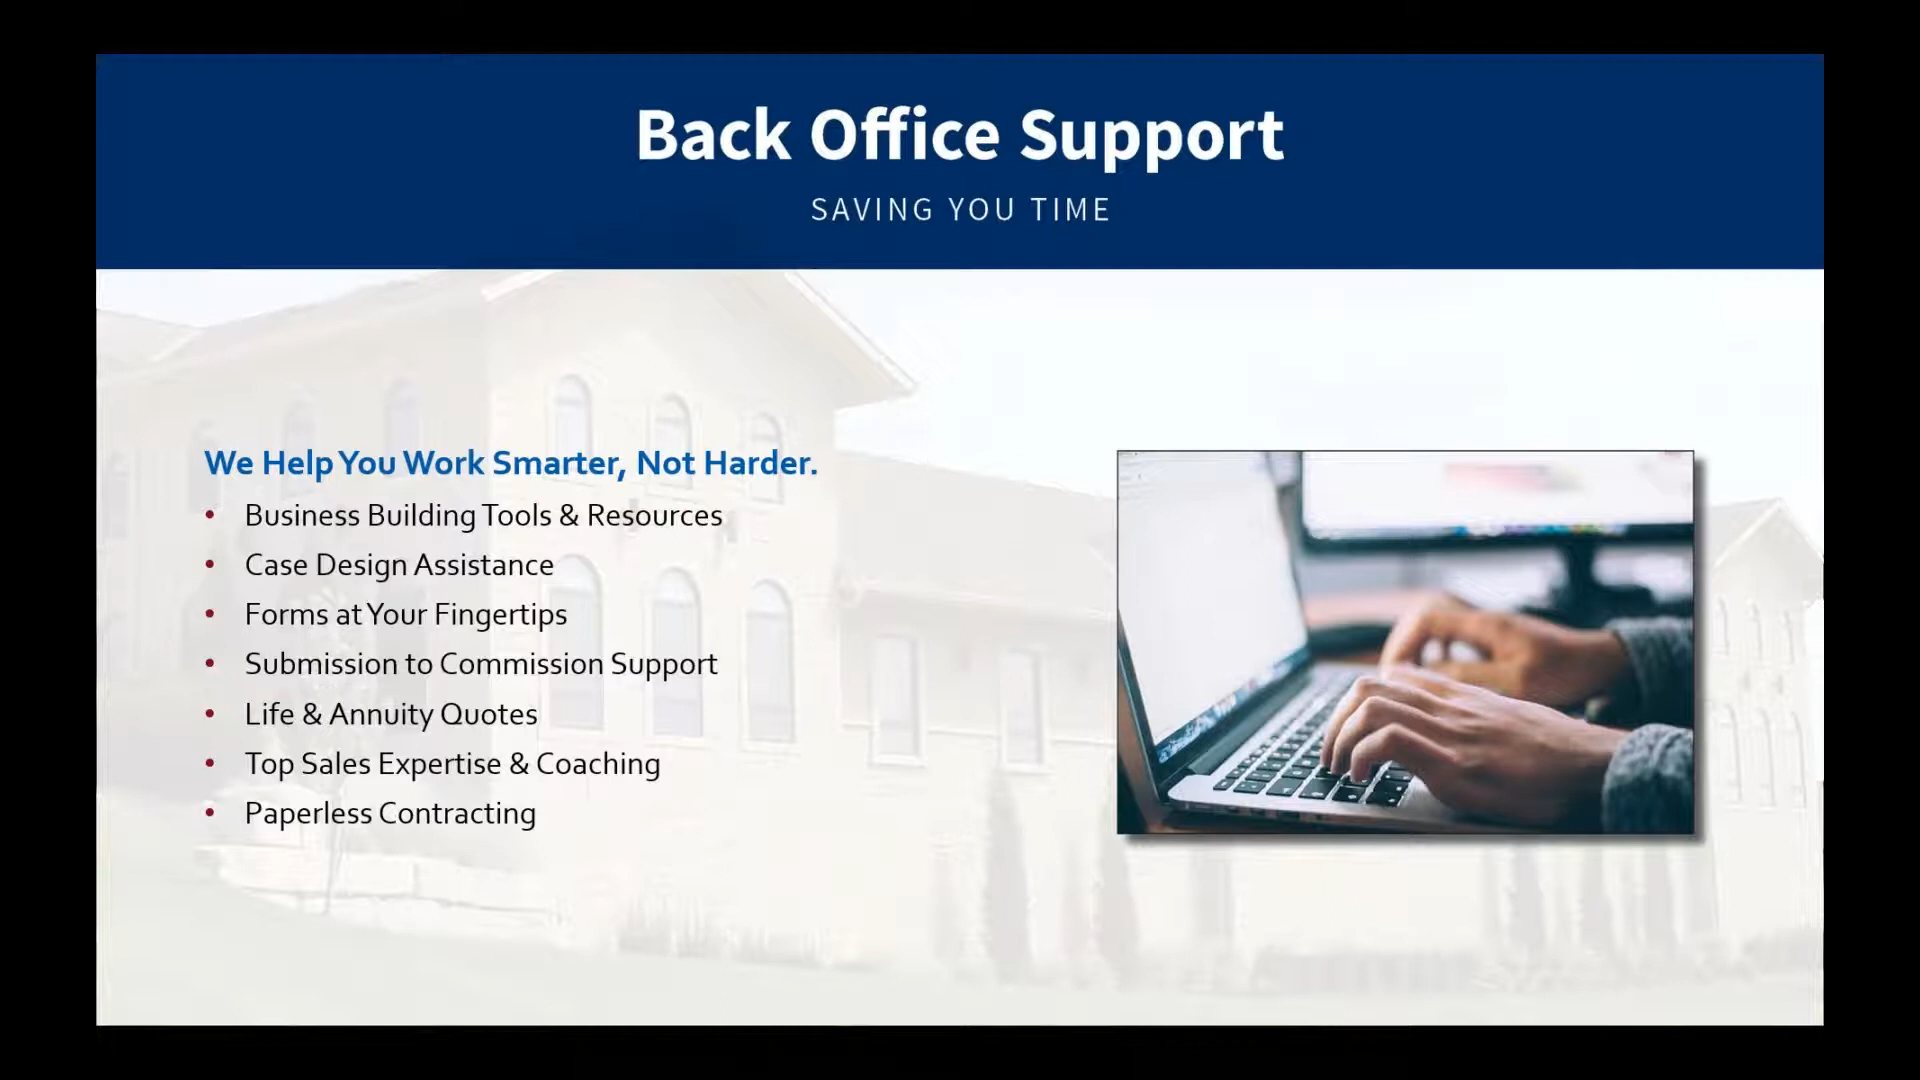 Back Office Support
SAVING YOU TIME
We Help You Work Smarter, Not Harder.
• Business Building Tools & Resources
• Case Design Assistance
• Forms at Your Fingertips
• Submission to Commission Support
• Life & Annuity Quotes
• Top Sales Expertise & Coaching
• Paperless Contracting